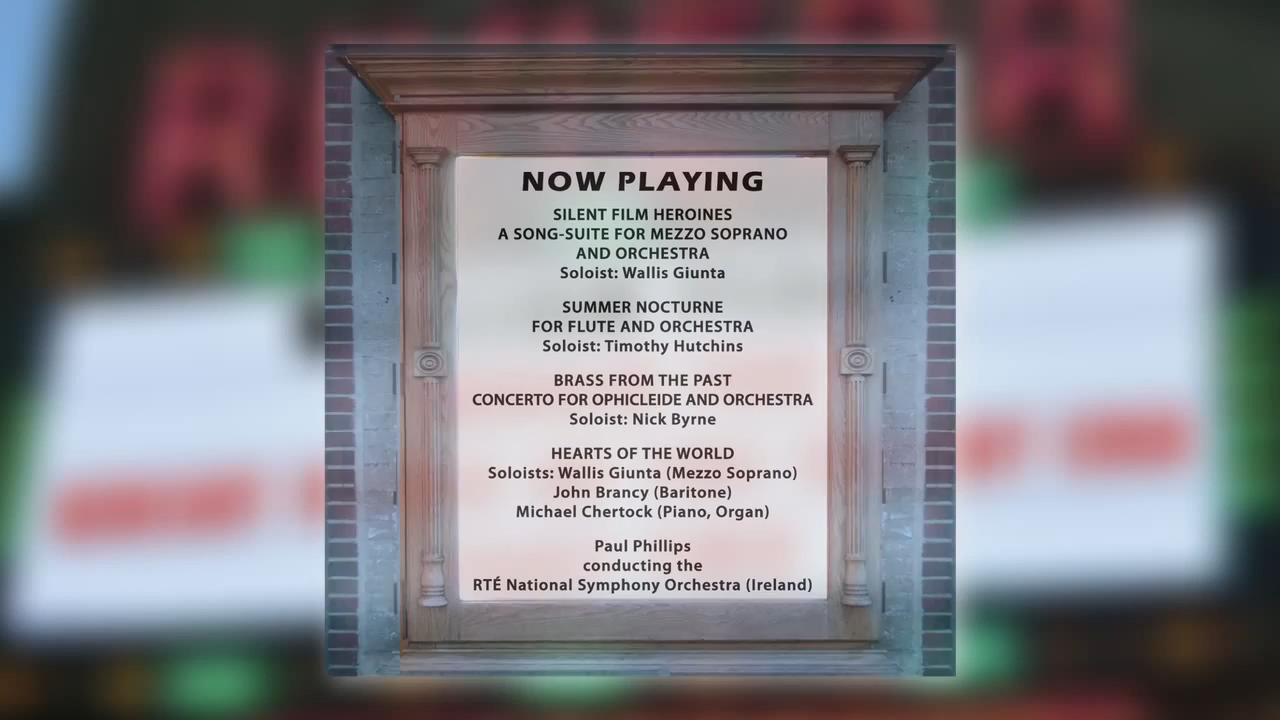 NOW PLAYING
SILENT FILM HEROINES
A SONG-SUITE FOR MEZZO SOPRANO
AND ORCHESTRA
Soloist: Wallis Giunta
SUMMER NOCTURNE
FOR FLUTE AND ORCHESTRA
Soloist: Timothy Hutchins
BRASS FROM THE PAST
CONCERTO FOR OPHICLEIDE AND ORCHESTRA
Soloist: Nick Byrne
HEARTS OF THE WORLD
Soloists: Wallis Giunta (Mezzo Soprano)
John Brancy (Baritone)
Michael Chertock (Piano, Organ)
Paul Phillips
conducting the
RTÉ National Symphony Orchestra (Ireland)